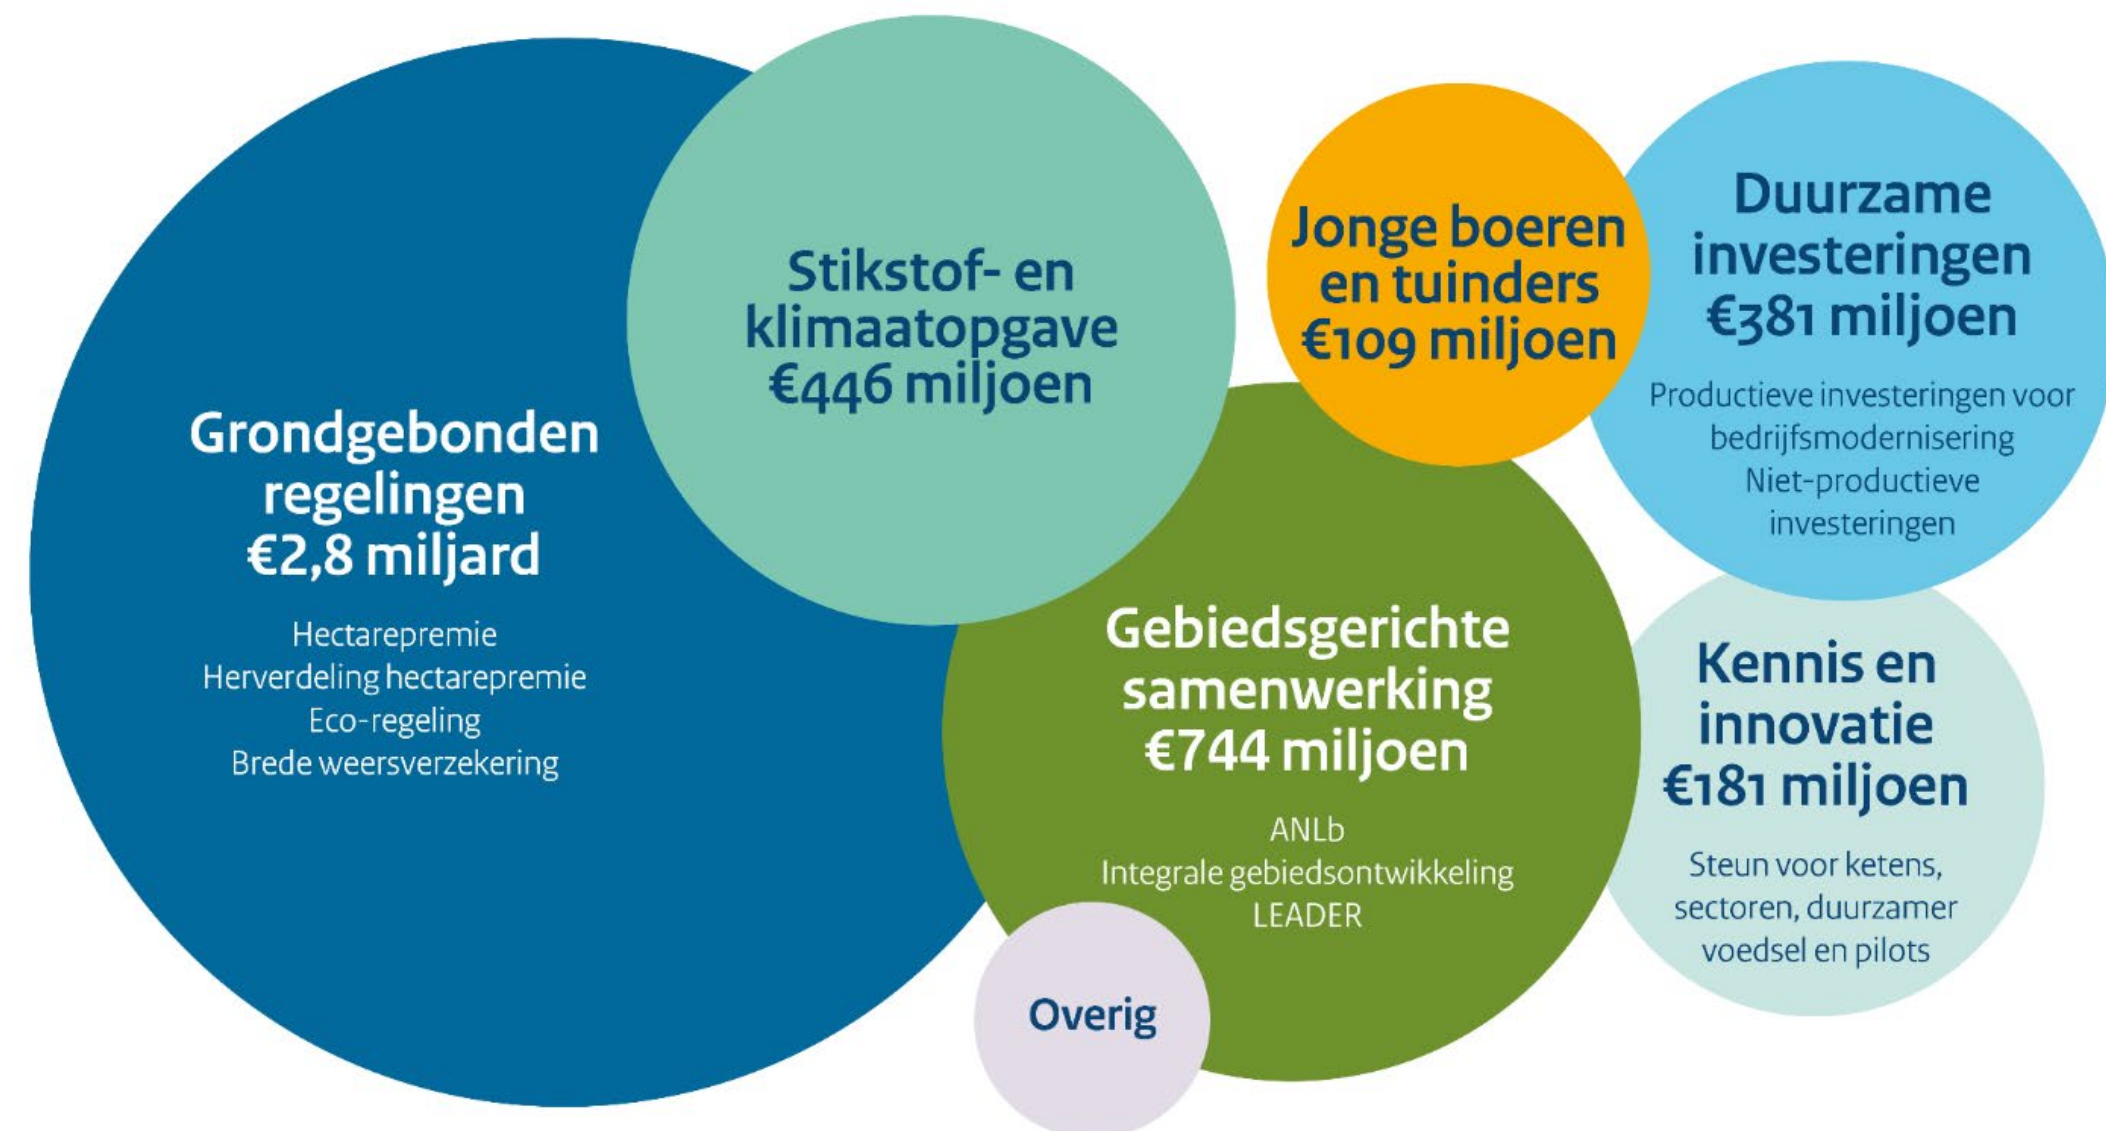 Grondgebonden
regelingen
€2,8 miljard
Hectarepremie
Herverdeling hectarepremie
Eco-regeling
Brede weersverzekering
Stikstof- en
klimaatopgave
€446 miljoen
Jonge boeren
en tuinders
€109 miljoen
Duurzame
investeringen
€381 miljoen
Productieve investeringen voor
bedrijfsmodernisering
Niet-productieve
investeringen
Gebiedsgerichte
samenwerking
€744 miljoen
ANLb
Integrale gebiedsontwikkeling
LEADER
Kennis en
innovatie
€181 miljoen
Steun voor ketens,
sectoren, duurzamer
voedsel en pilots
Overig